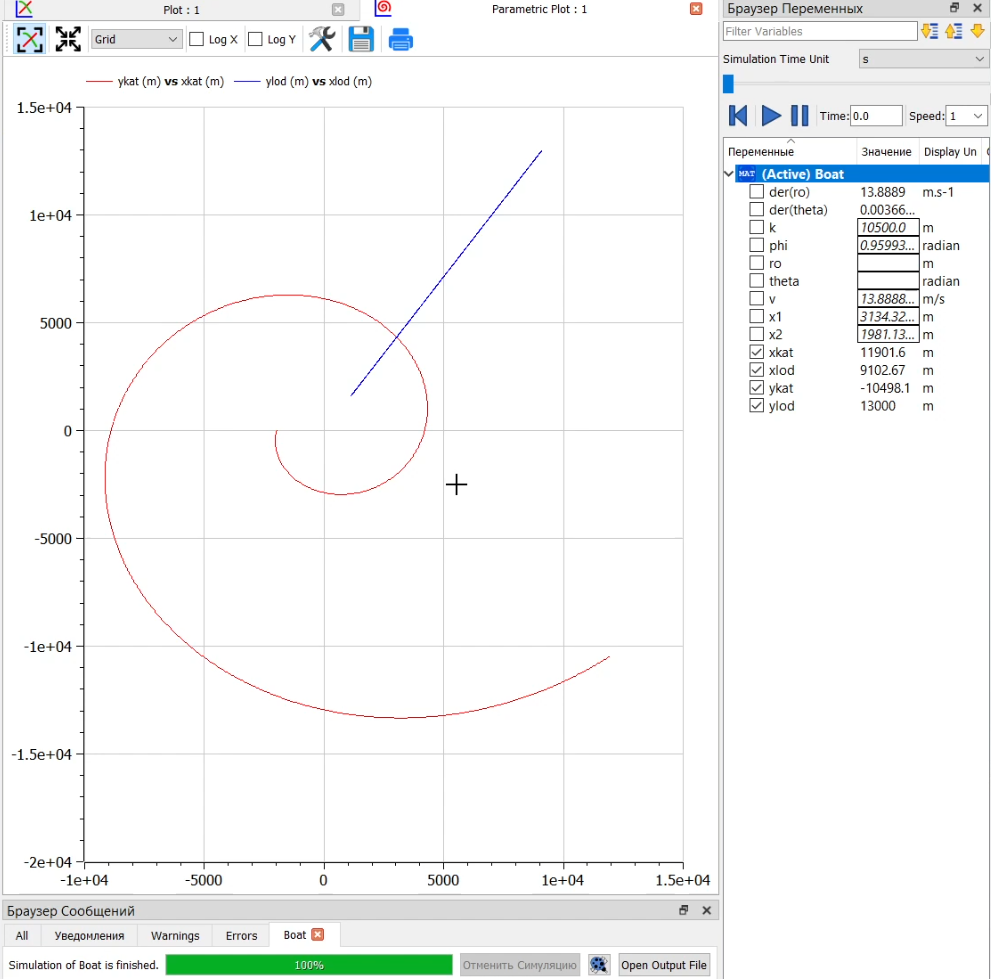 Plot : 1
Parametric Plot : 1
Grid
Log X
Log Y
ykat (m) vs xkat (m)
ylod (m) vs xlod (m)
1.5e+04
1e+04
5000
0
-5000
-1e+04
-1.5e+04
-2e+04
-1e+04
-5000
0
5000
1e+04
1.5e+04
Браузер Переменных
Filter Variables
Simulation Time Unit
s
Time: 0.0
Speed: 1
Переменные Значение Display Un
MAT (Active) Boat
der(ro) 13.8889 m.s-1
der(theta) 0.00366...
k 10500.0 m
phi 0.95993... radian
ro m
theta radian
v 13.8888... m/s
x1 3134.32... m
x2 1981.13... m
xkat 11901.6 m
xlod 9102.67 m
ykat -10498.1 m
ylod 13000 m
Браузер Сообщений
All Уведомления Warnings Errors Boat
Simulation of Boat is finished.
100%
Отменить Симуляцию
Open Output File